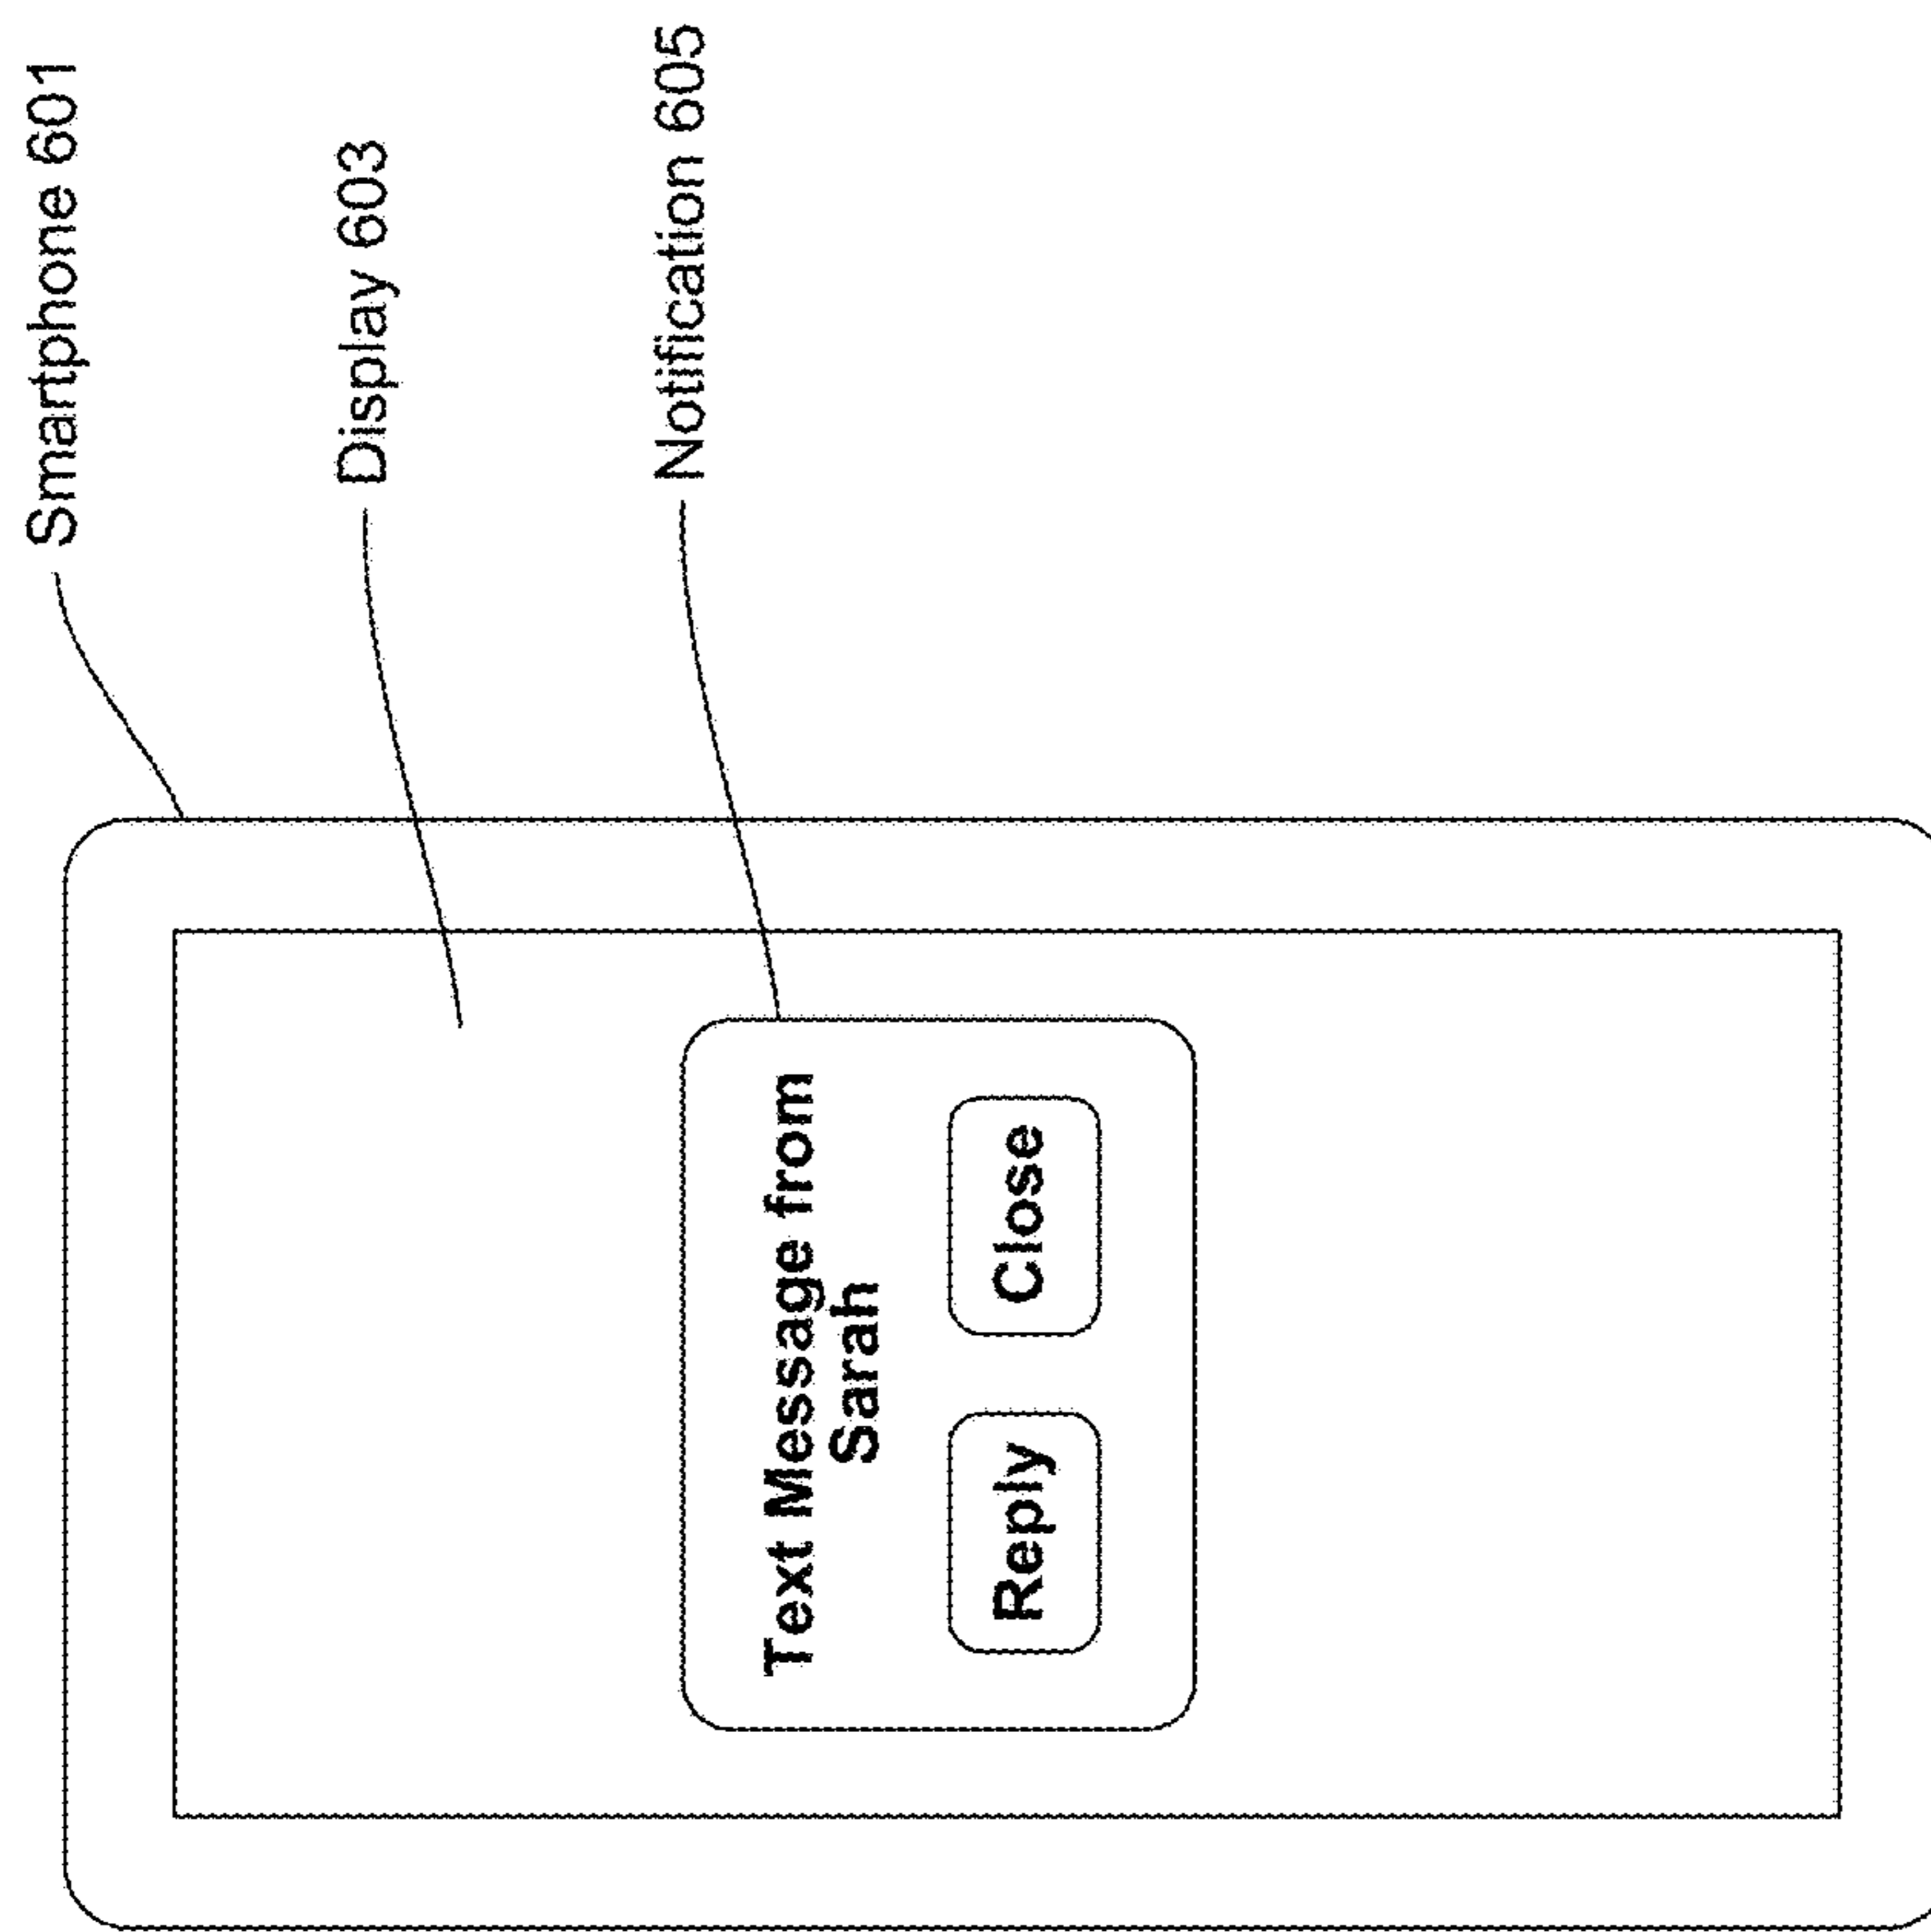 Smartphone 601
Display 603
Notification 605
Text Message from
Sarah
Reply
Close